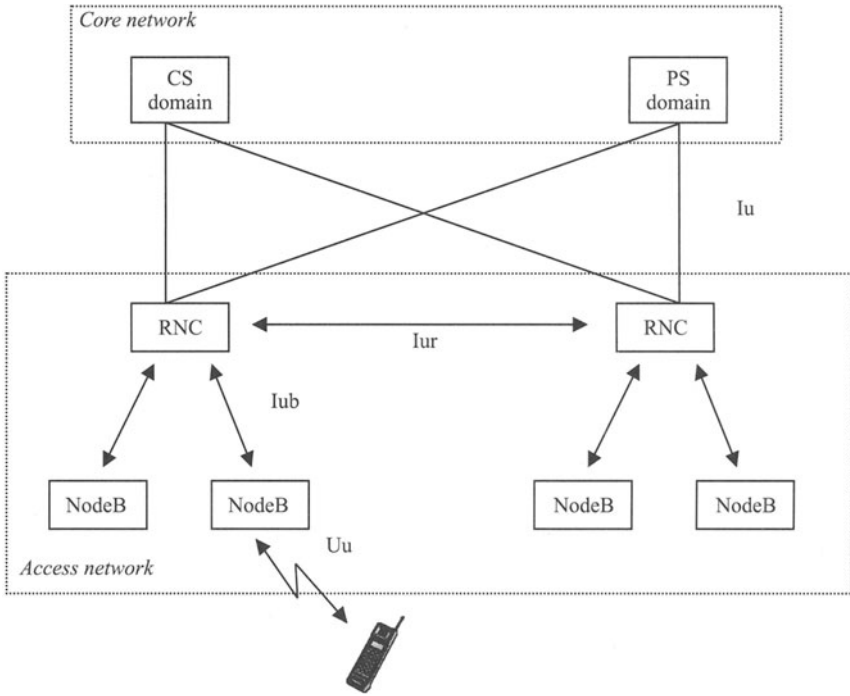 Core network
CS
domain
PS
domain
Iu
RNC
RNC
Iur
Iub
NodeB
NodeB
NodeB
NodeB
Uu
Access network